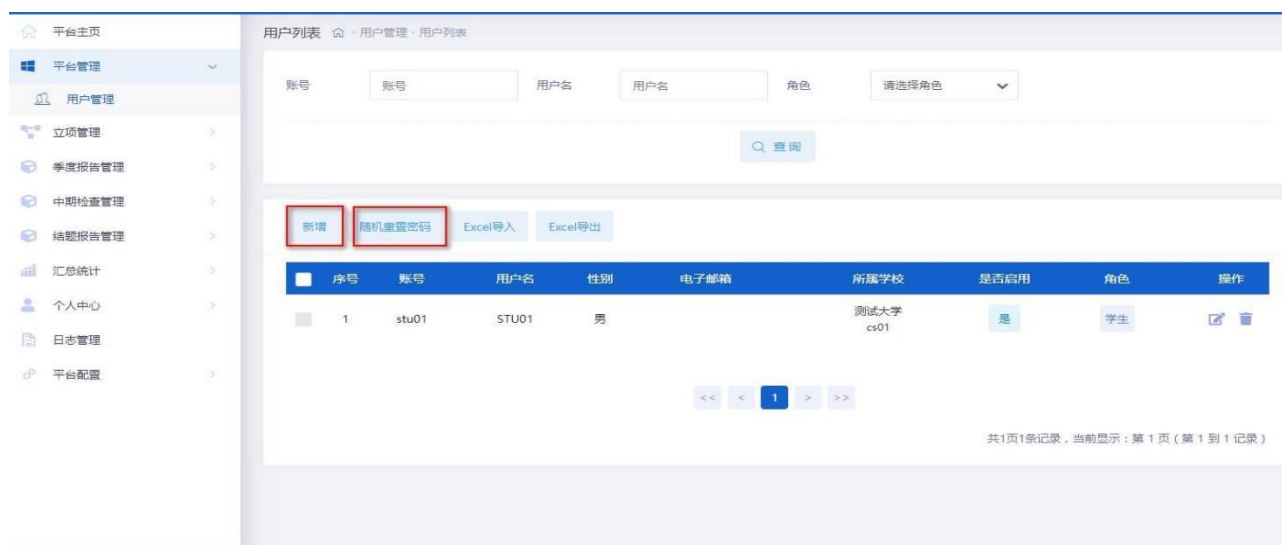 平台主页
平台管理
用户管理
立项管理
季度报告管理
中期检查管理
结题报告管理
汇总统计
个人中心
日志管理
平台配置
用户列表 用户管理 - 用户列表
账号 账号 用户名 用户名 角色 请选择角色
查询
新增 随机重置密码 Excel导入 Excel导出
序号 账号 用户名 性别 电子邮箱 所属学校 是否启用 角色 操作
1 stu01 STU01 男 测试大学 是 学生
cs01
<< < 1 > >>
共1页1条记录，当前显示：第 1 页 ( 第 1 到 1 记录 )